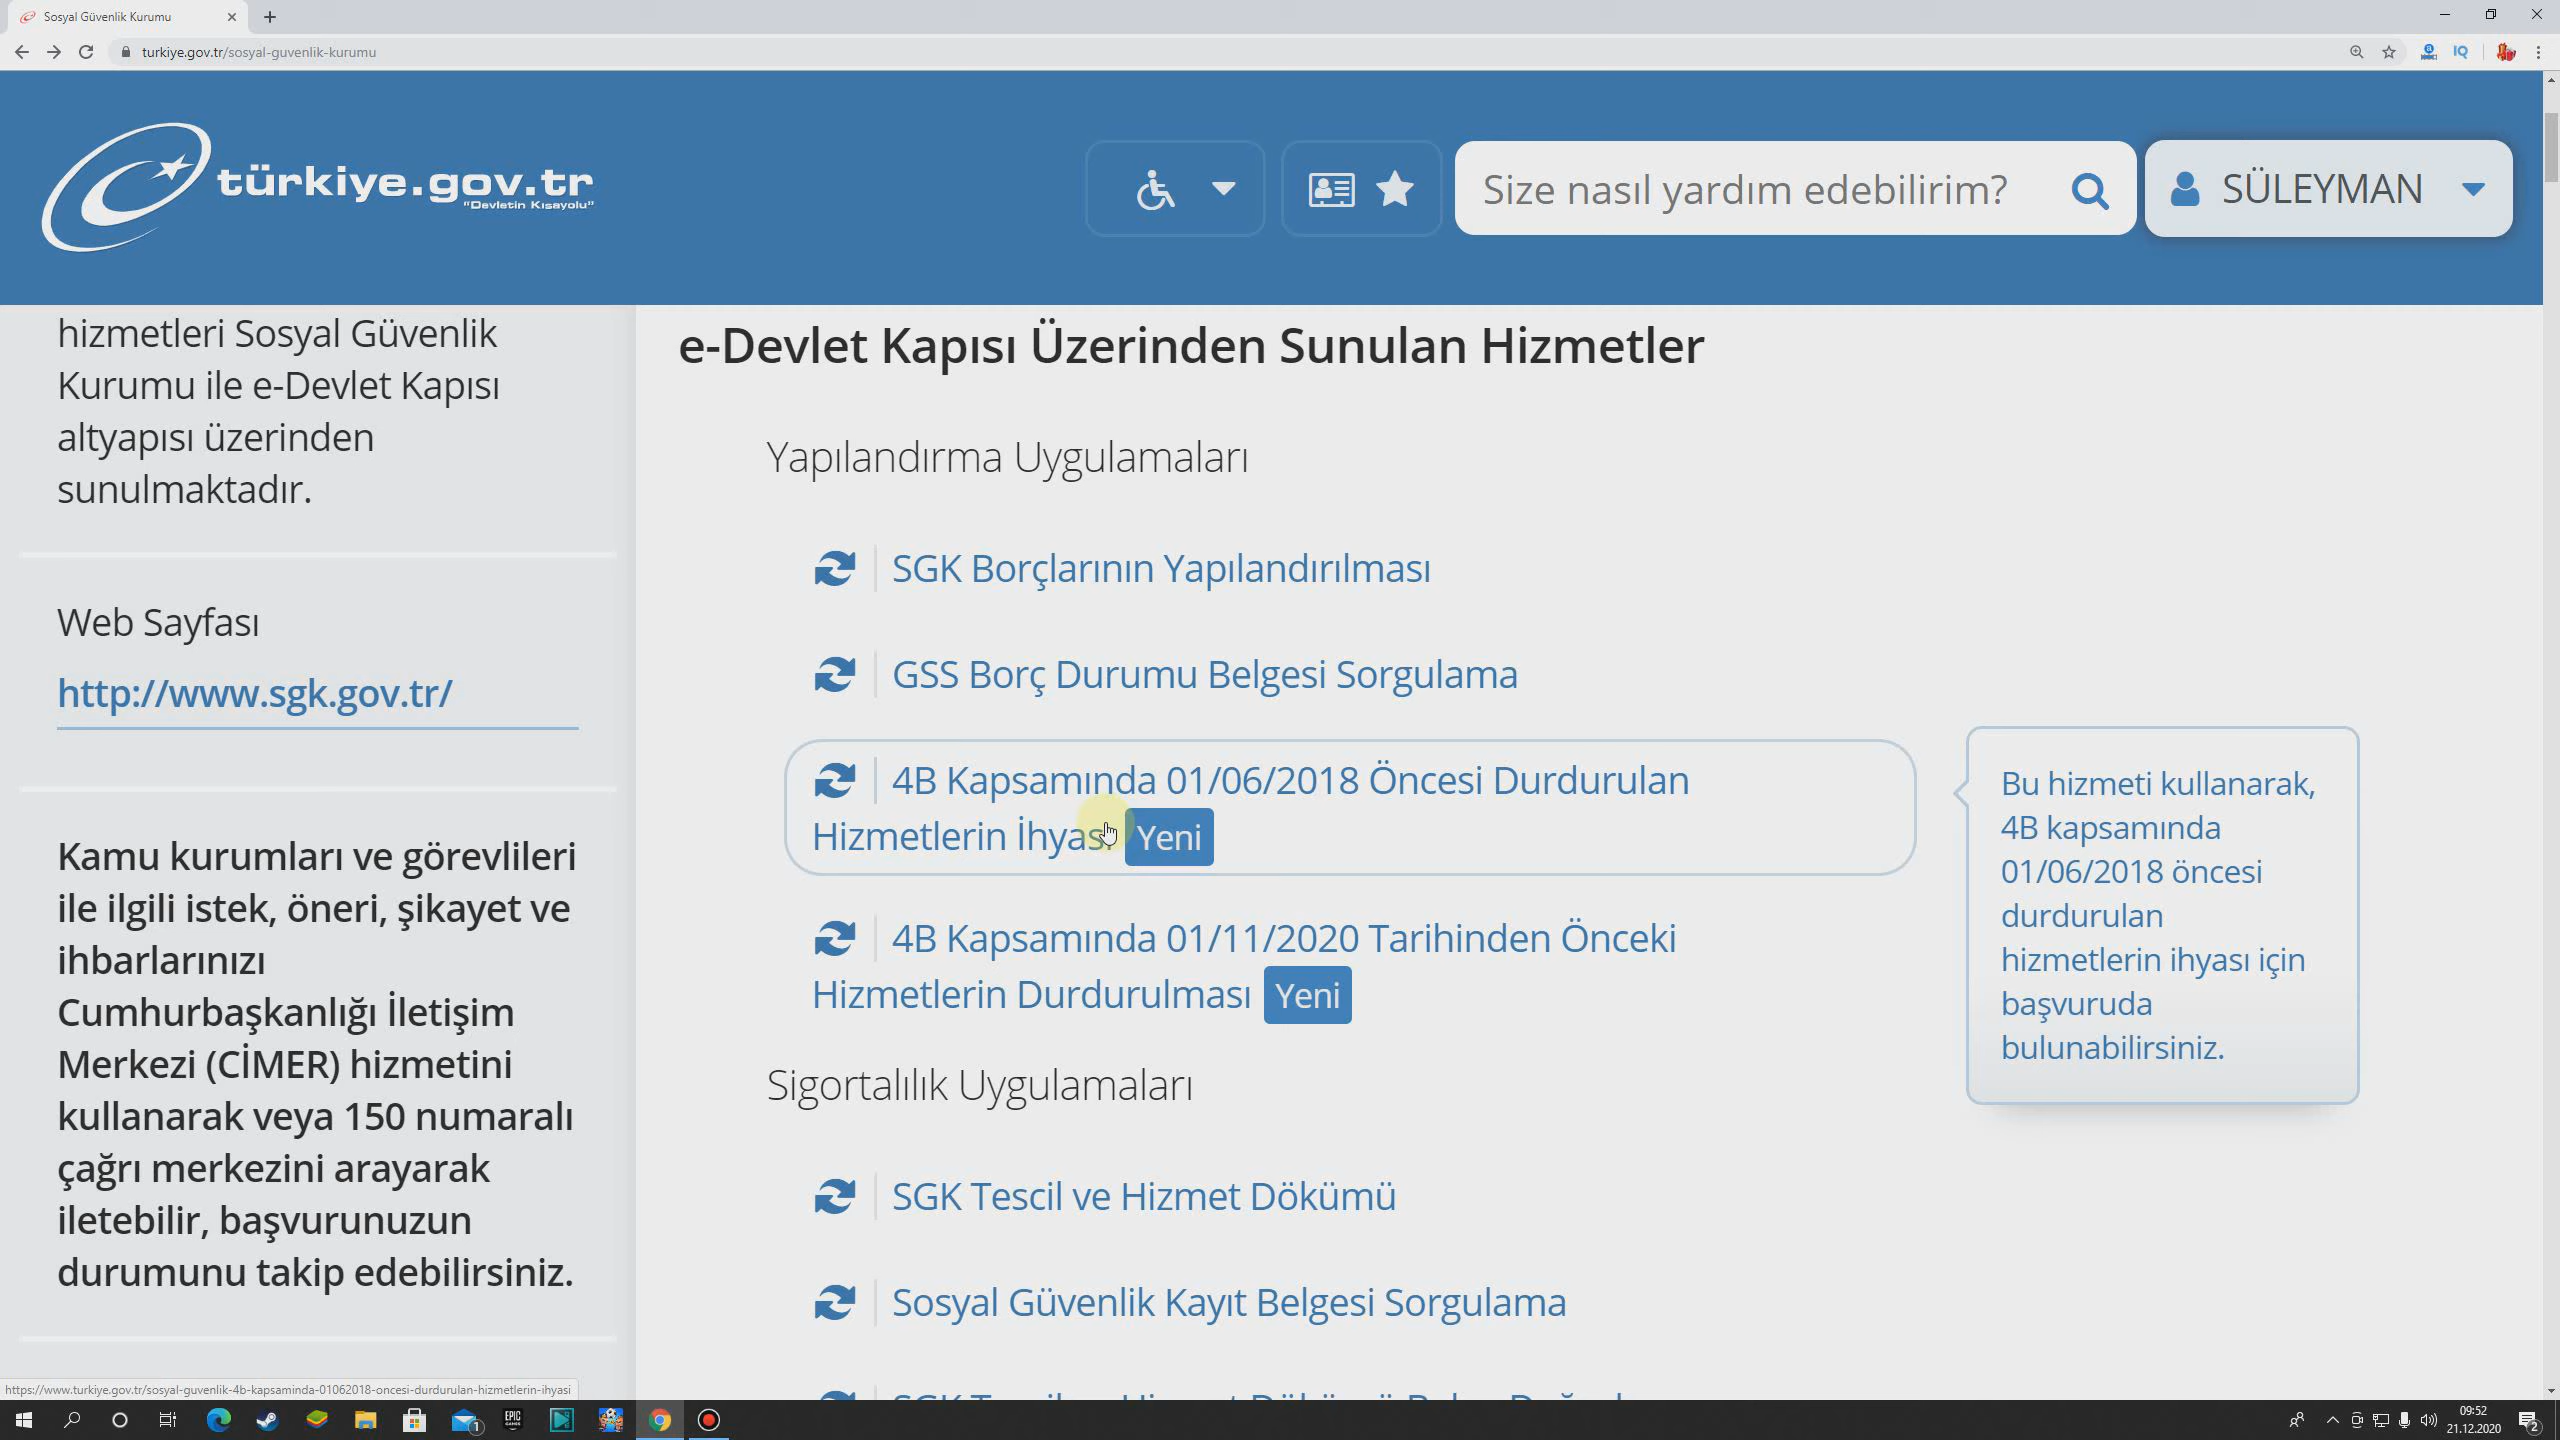 Sosyal Güvenlik Kurumu
turkiye.gov.tr/sosyal-guvenlik-kurumu
IQ
türkiye.gov.tr
"Devletin Kısayolu"
Size nasıl yardım edebilirim?
SÜLEYMAN
hizmetleri Sosyal Güvenlik
Kurumu ile e-Devlet Kapısı
altyapısı üzerinden
sunulmaktadır.
Web Sayfası
http://www.sgk.gov.tr/
Kamu kurumları ve görevlileri
ile ilgili istek, öneri, şikayet ve
ihbarlarınızı
Cumhurbaşkanlığı İletişim
Merkezi (CİMER) hizmetini
kullanarak veya 150 numaralı
çağrı merkezini arayarak
iletebilir, başvurunuzun
durumunu takip edebilirsiniz.
e-Devlet Kapısı Üzerinden Sunulan Hizmetler
Yapılandırma Uygulamaları
SGK Borçlarının Yapılandırılması
GSS Borç Durumu Belgesi Sorgulama
4B Kapsamında 01/06/2018 Öncesi Durdurulan
Hizmetlerin İhyası Yeni
4B Kapsamında 01/11/2020 Tarihinden Önceki
Hizmetlerin Durdurulması Yeni
Sigortalılık Uygulamaları
SGK Tescil ve Hizmet Dökümü
Sosyal Güvenlik Kayıt Belgesi Sorgulama
Bu hizmeti kullanarak,
4B kapsamında
01/06/2018 öncesi
durdurulan
hizmetlerin ihyası için
başvuruda
bulunabilirsiniz.
https://www.turkiye.gov.tr/sosyal-guvenlik-4b-kapsaminda-01062018-oncesi-durdurulan-hizmetlerin-ihyasi
1
EPIC
GAMES
09:52
21.12.2020
2